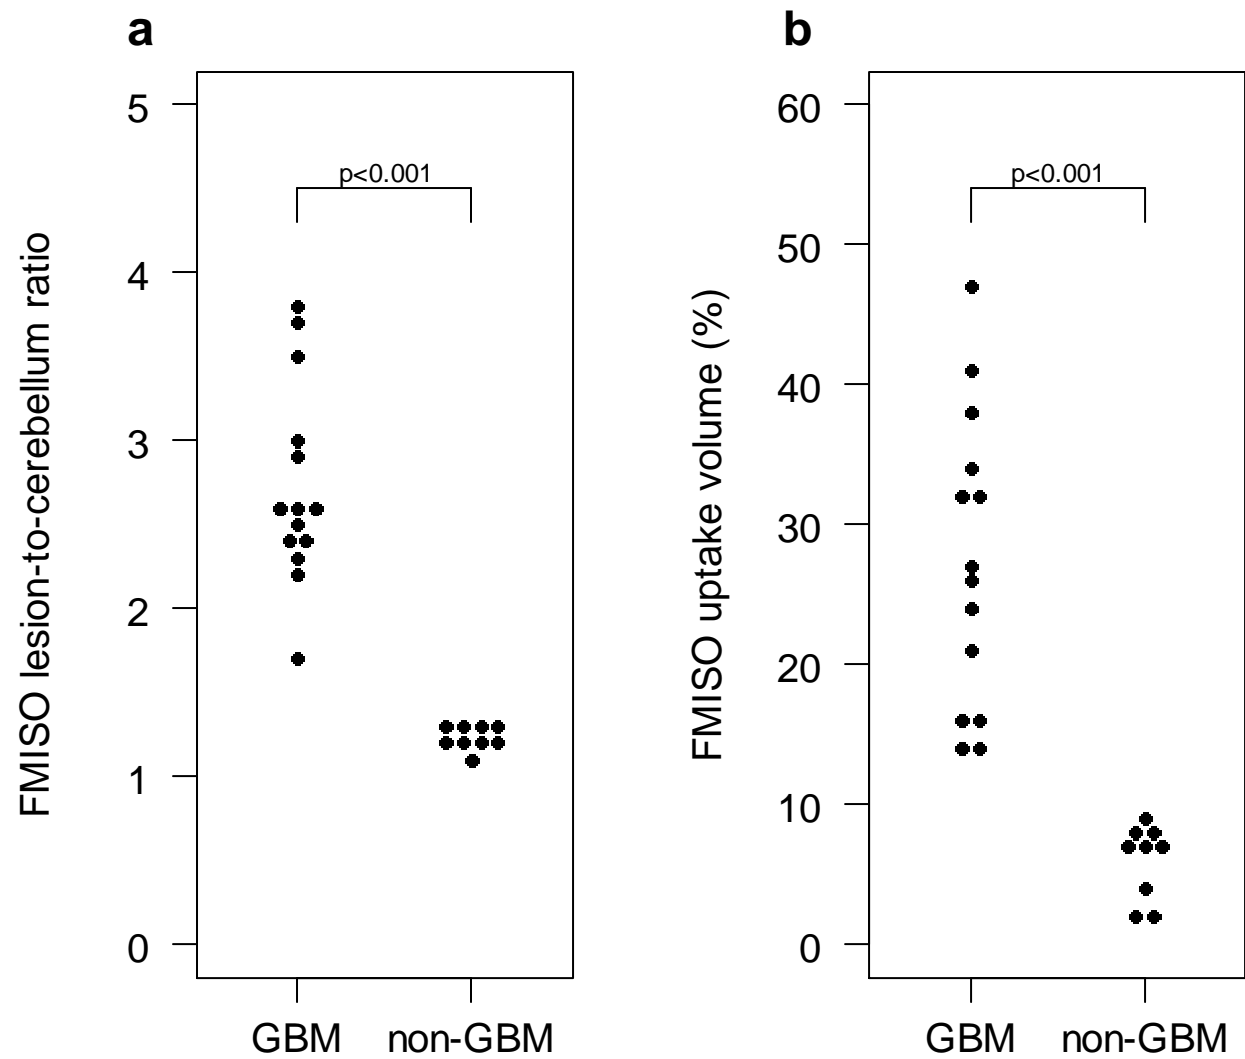 a
FMISO lesion-to-cerebellum ratio
5
4
3
2
1
0
p<0.001
GBM
non-GBM
b
FMISO uptake volume (%)
60
50
40
30
20
10
0
p<0.001
GBM
non-GBM